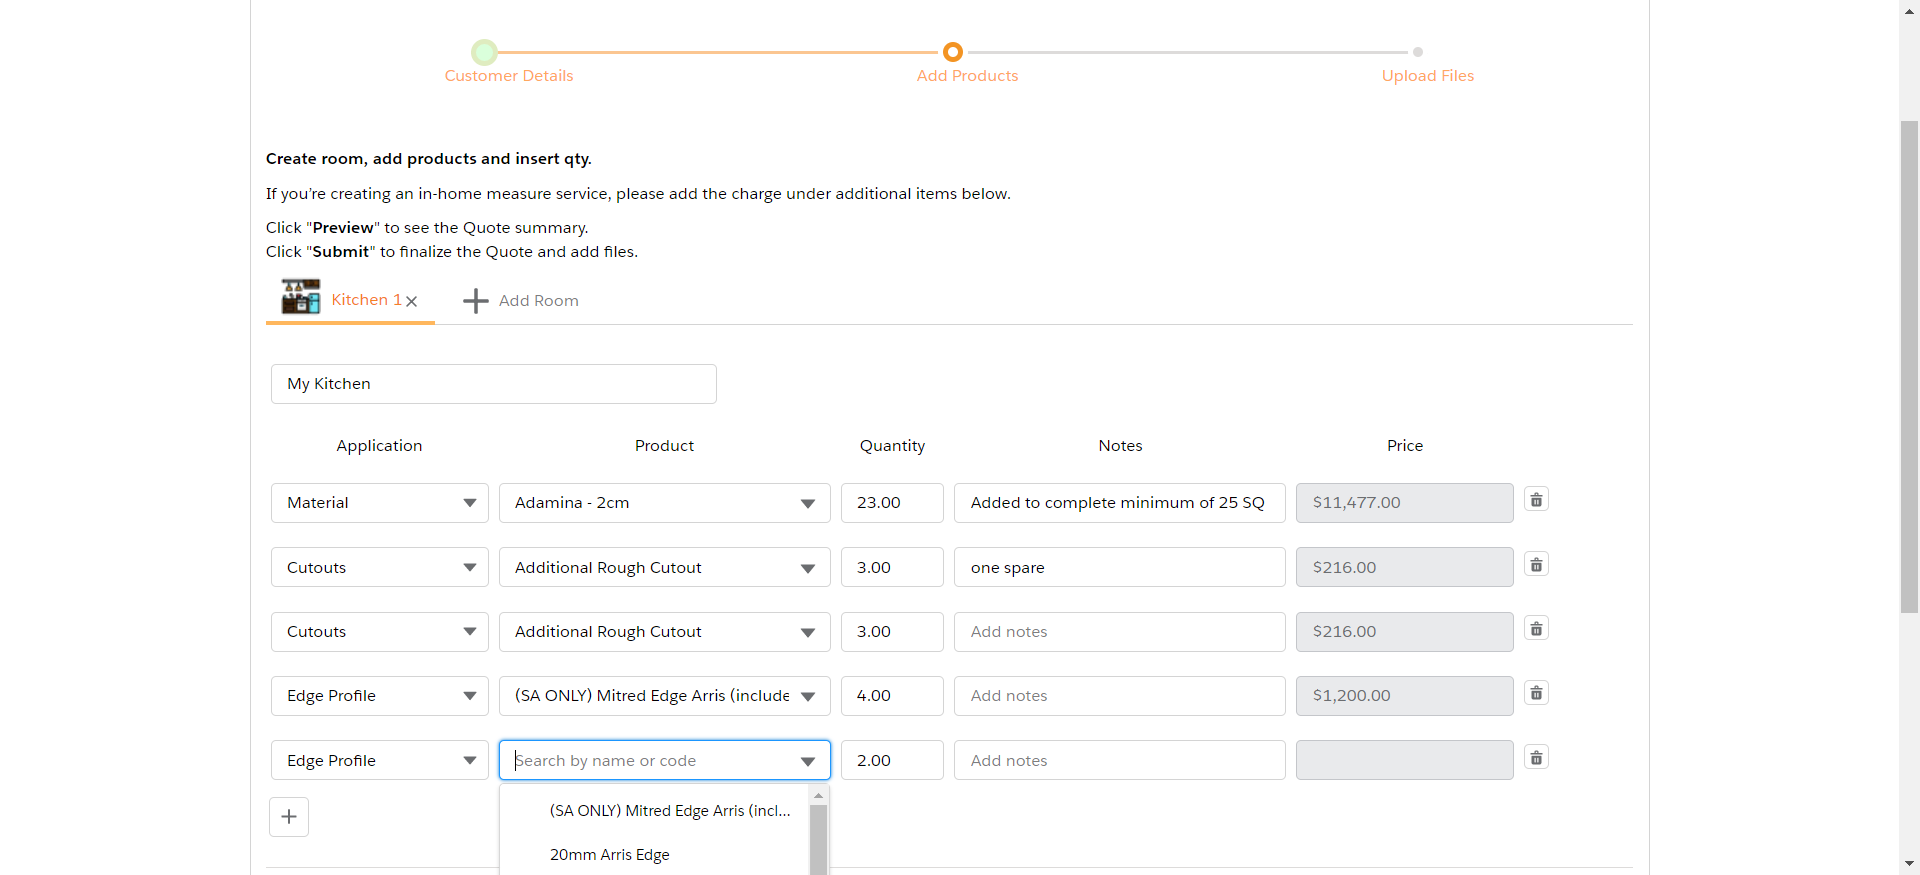 Customer Details
Add Products
Upload Files
Create room, add products and insert qty.
If you’re creating an in-home measure service, please add the charge under additional items below.
Click "Preview" to see the Quote summary.
Click "Submit" to finalize the Quote and add files.
Kitchen 1
Add Room
My Kitchen
Application Product Quantity Notes Price
Material Adamina - 2cm 23.00 Added to complete minimum of 25 SQ $11,477.00
Cutouts Additional Rough Cutout 3.00 one spare $216.00
Cutouts Additional Rough Cutout 3.00 Add notes $216.00
Edge Profile (SA ONLY) Mitred Edge Arris (include 4.00 Add notes $1,200.00
Edge Profile Search by name or code 2.00 Add notes
(SA ONLY) Mitred Edge Arris (incl...
20mm Arris Edge